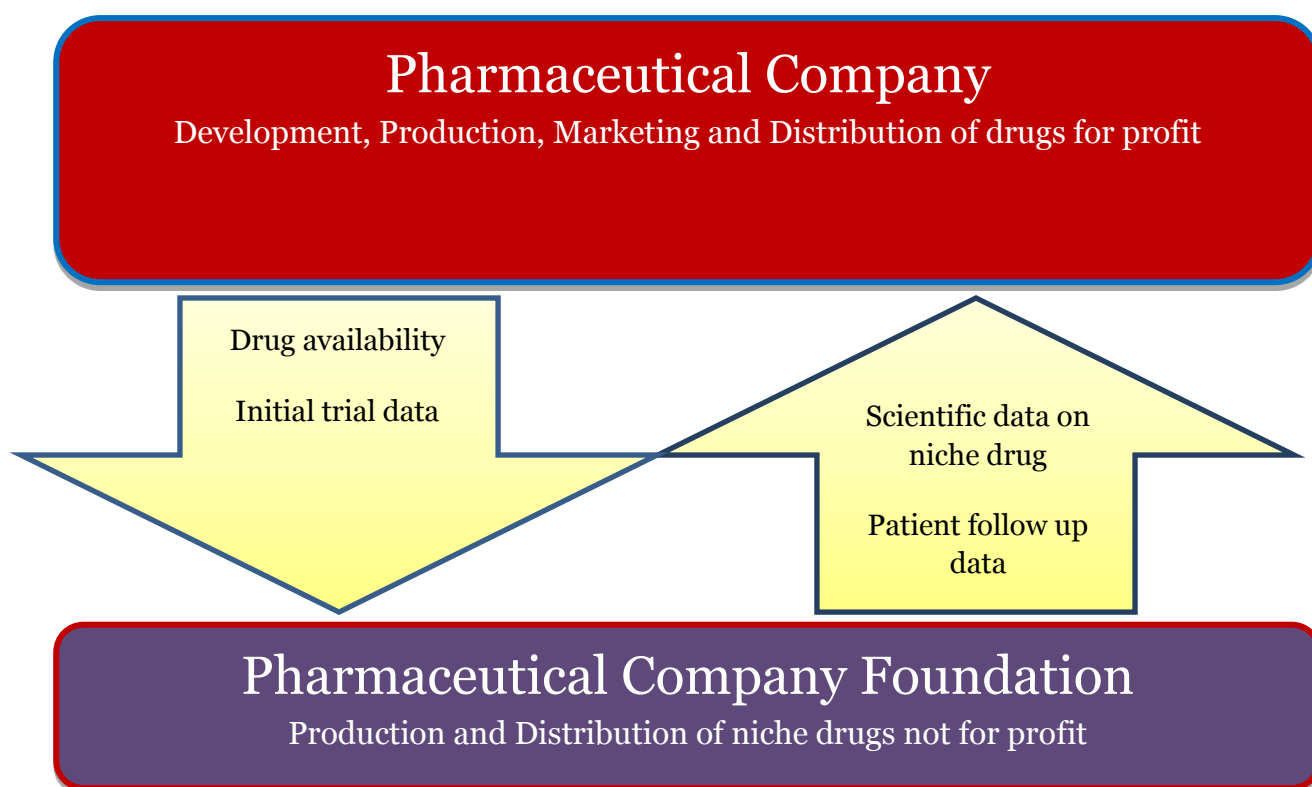 Pharmaceutical Company
Development, Production, Marketing and Distribution of drugs for profit
Drug availability
Initial trial data
Scientific data on
niche drug
Patient follow up
data
Pharmaceutical Company Foundation
Production and Distribution of niche drugs not for profit